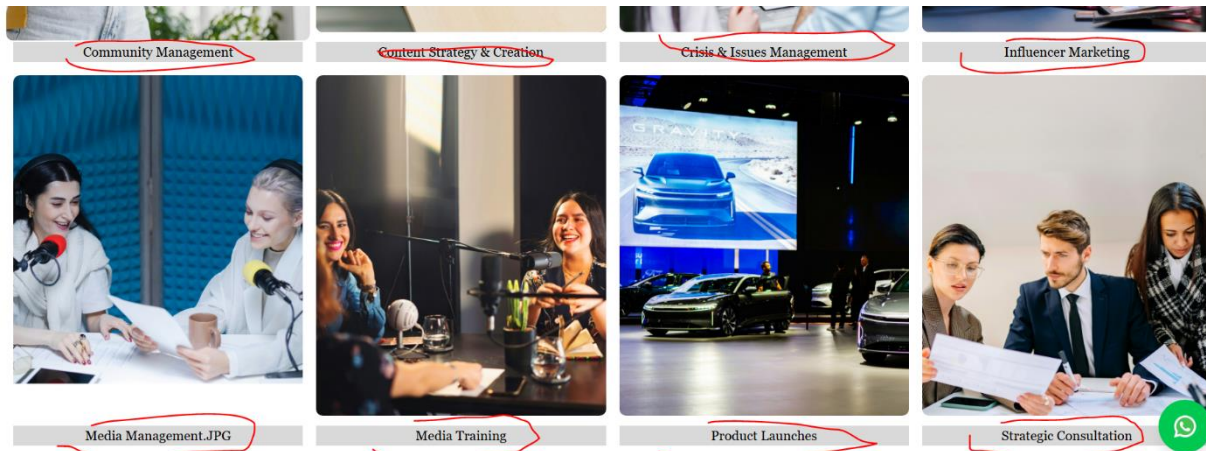 Community Management
Content Strategy & Creation
Crisis & Issues Management
Influencer Marketing
GRAVITY
Media Management.JPG
Media Training
Product Launches
Strategic Consultation